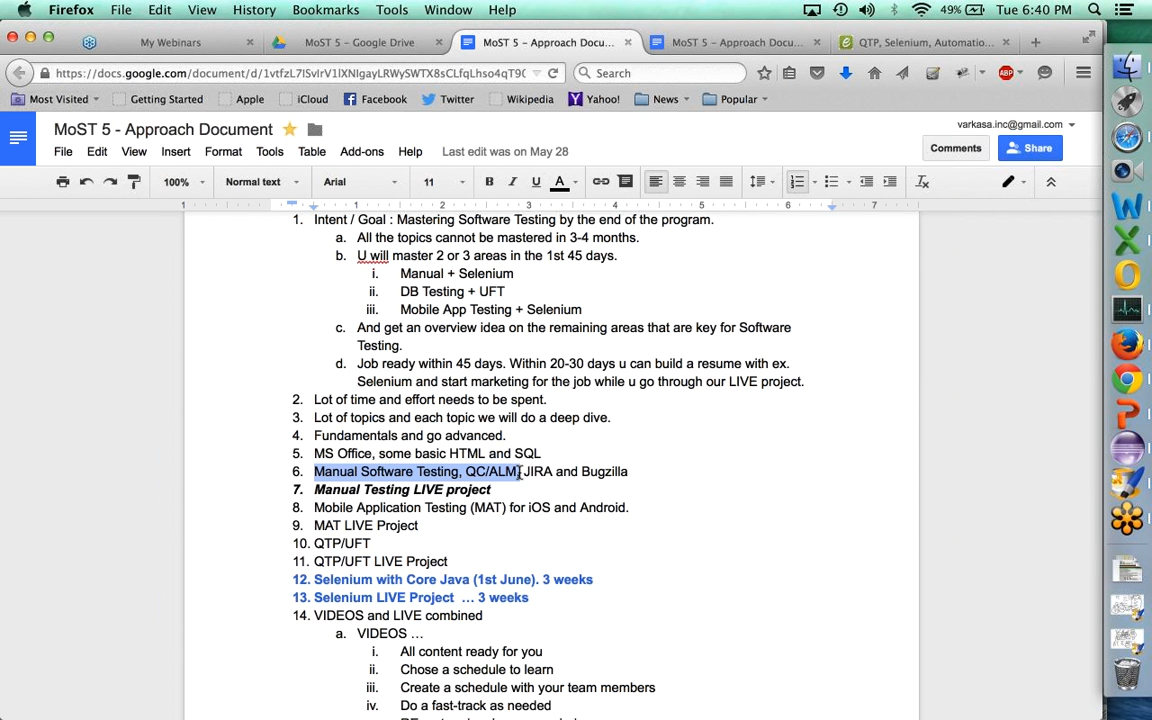 Firefox File Edit View History Bookmarks Tools Window Help 49% Tue 6:40 PM
My Webinars MoST 5 - Google Drive MoST 5 - Approach Docu... MoST 5 - Approach Docu... QTP, Selenium, Automatio...
Search
Most Visited Getting Started Apple iCloud Facebook Twitter Wikipedia Yahoo! News Popular
MoST 5 - Approach Document
varkasa.inc@gmail.com
File Edit View Insert Format Tools Table Add-ons Help Last edit was on May 28
Comments Share
100% Normal text Arial 11 B I U A
1 1 2 3 4 5 6 7
1. Intent / Goal : Mastering Software Testing by the end of the program.
a. All the topics cannot be mastered in 3-4 months.
b. U will master 2 or 3 areas in the 1st 45 days.
i. Manual + Selenium
ii. DB Testing + UFT
iii. Mobile App Testing + Selenium
c. And get an overview idea on the remaining areas that are key for Software
Testing.
d. Job ready within 45 days. Within 20-30 days u can build a resume with ex.
Selenium and start marketing for the job while u go through our LIVE project.
2. Lot of time and effort needs to be spent.
3. Lot of topics and each topic we will do a deep dive.
4. Fundamentals and go advanced.
5. MS Office, some basic HTML and SQL
6. Manual Software Testing, QC/ALM, JIRA and Bugzilla
7. Manual Testing LIVE project
8. Mobile Application Testing (MAT) for iOS and Android.
9. MAT LIVE Project
10. QTP/UFT
11. QTP/UFT LIVE Project
12. Selenium with Core Java (1st June). 3 weeks
13. Selenium LIVE Project ... 3 weeks
14. VIDEOS and LIVE combined
a. VIDEOS ...
i. All content ready for you
ii. Chose a schedule to learn
iii. Create a schedule with your team members
iv. Do a fast-track as needed